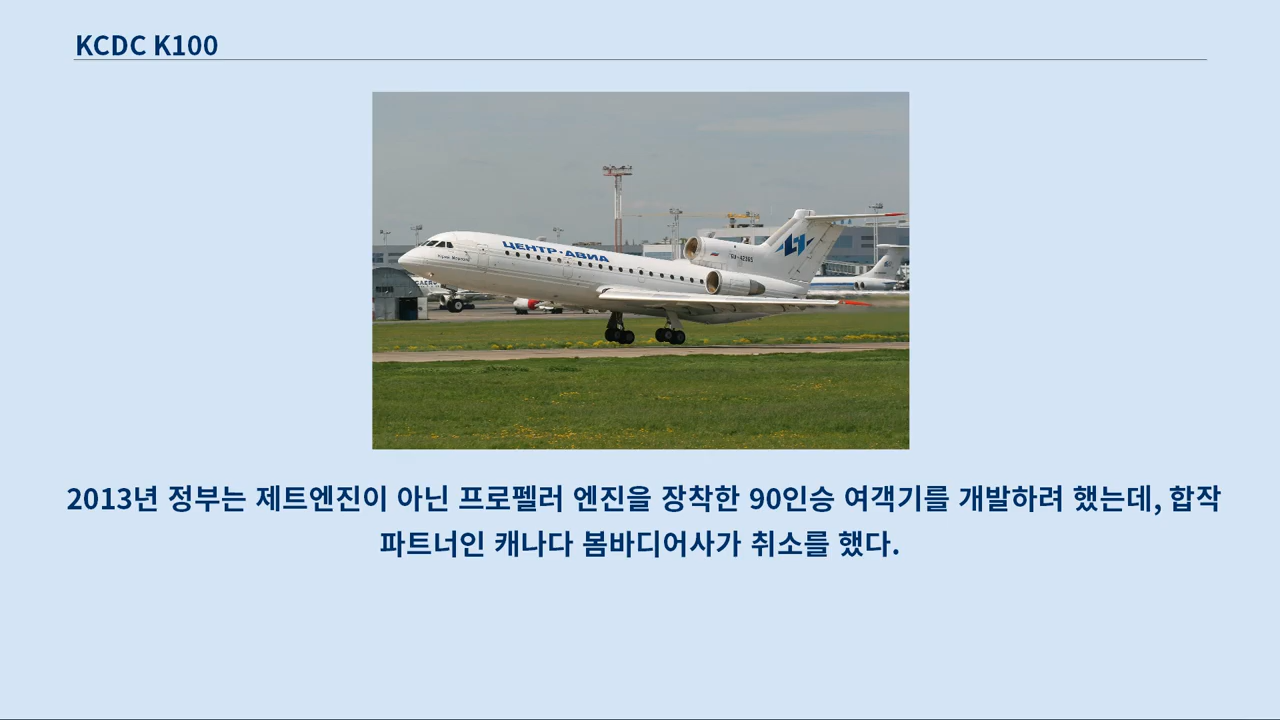 KCDC K100
ЦЕНТР-АВИА
RA-42365
2013년 정부는 제트엔진이 아닌 프로펠러 엔진을 장착한 90인승 여객기를 개발하려 했는데, 합작
파트너인 캐나다 봄바디어사가 취소를 했다.